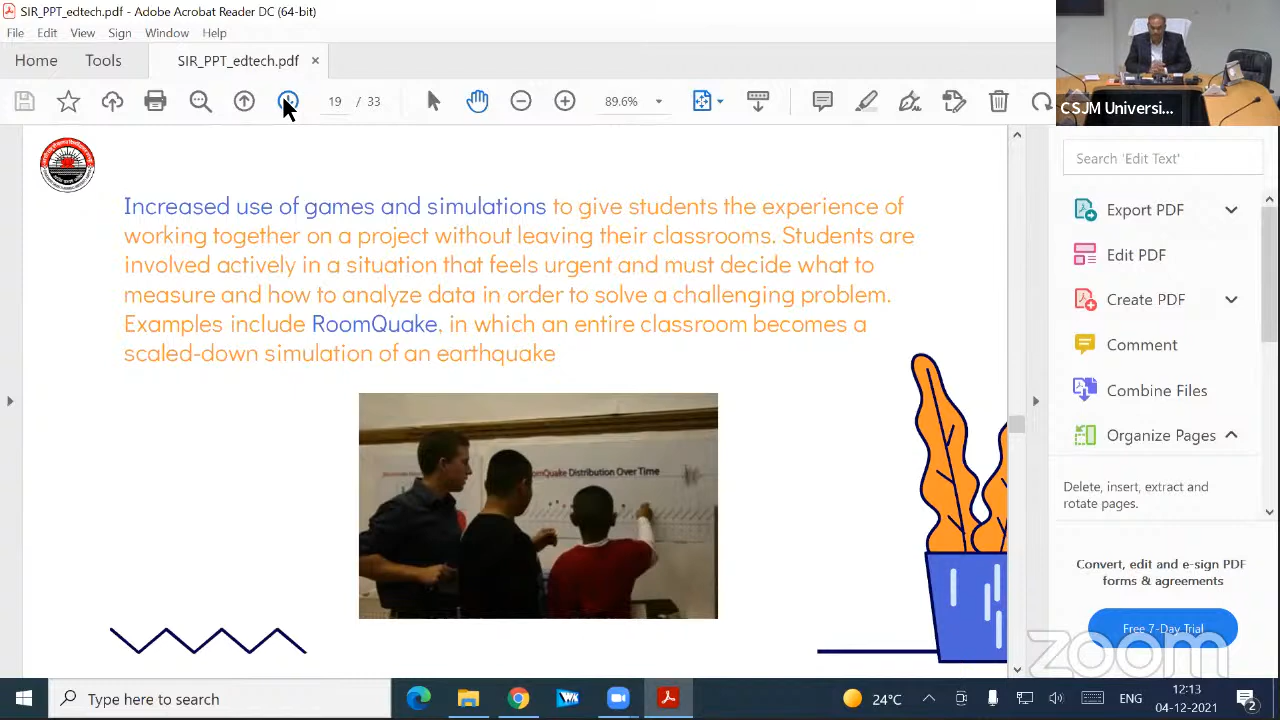 SIR_PPT_edtech.pdf - Adobe Acrobat Reader DC (64-bit)
File Edit View Sign Window Help
Home Tools SIR_PPT_edtech.pdf ×
19 / 33 89.6%
CSJM Universi...
Search 'Edit Text'
Export PDF
Edit PDF
Create PDF
Comment
Combine Files
Organize Pages
Delete, insert, extract and
rotate pages.
Convert, edit and e-sign PDF
forms & agreements
Free 7-Day Trial
Increased use of games and simulations to give students the experience of
working together on a project without leaving their classrooms. Students are
involved actively in a situation that feels urgent and must decide what to
measure and how to analyze data in order to solve a challenging problem.
Examples include RoomQuake, in which an entire classroom becomes a
scaled-down simulation of an earthquake
Distribution Over Time
zoom
Type here to search
24°C ENG 12:13
04-12-2021
2